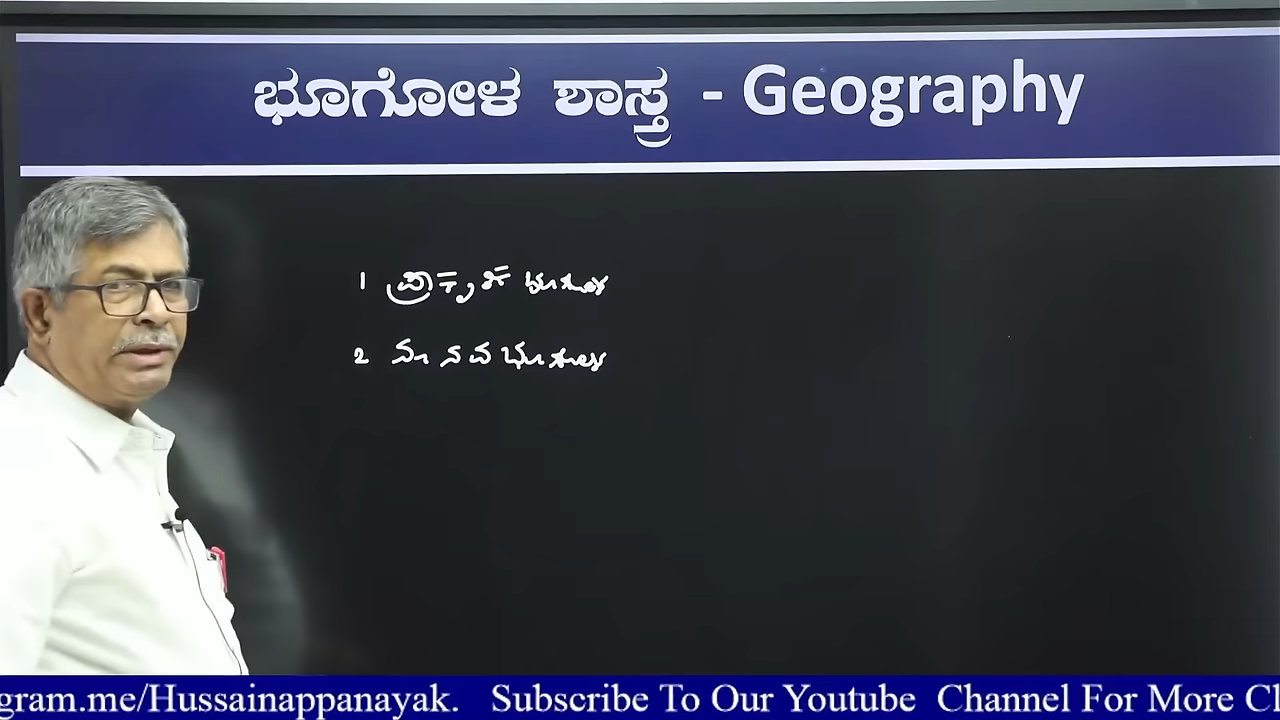 ಭೂಗೋಳ ಶಾಸ್ತ್ರ - Geography
1 ಪ್ರಾಕೃತಿಕ ಭೂಗೋಳ
2 ಮಾನವ ಭೂಗೋಳ
gram.me/Hussainappanayak. Subscribe To Our Youtube Channel For More